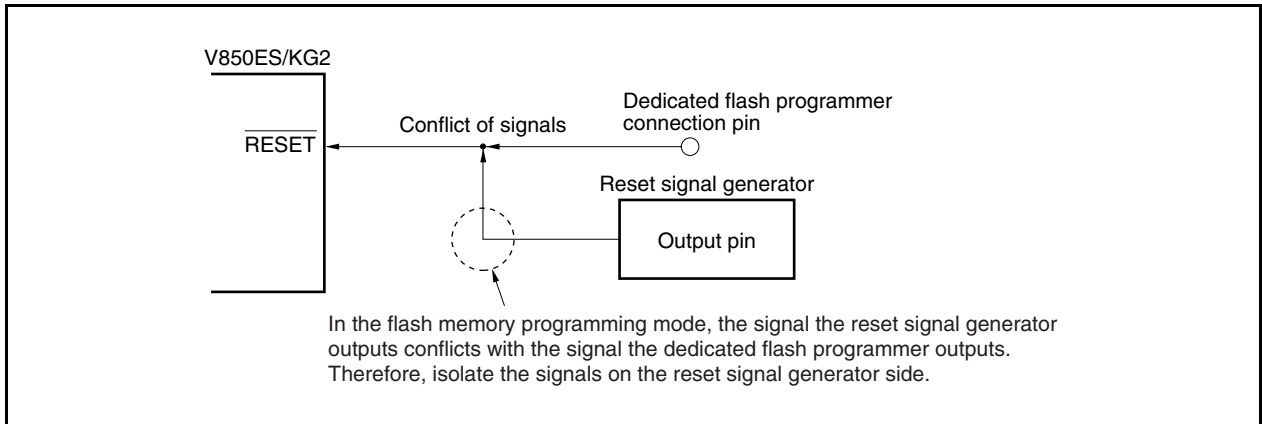 V850ES/KG2
Dedicated flash programmer
connection pin
Conflict of signals
RESET
Reset signal generator
Output pin
In the flash memory programming mode, the signal the reset signal generator
outputs conflicts with the signal the dedicated flash programmer outputs.
Therefore, isolate the signals on the reset signal generator side.